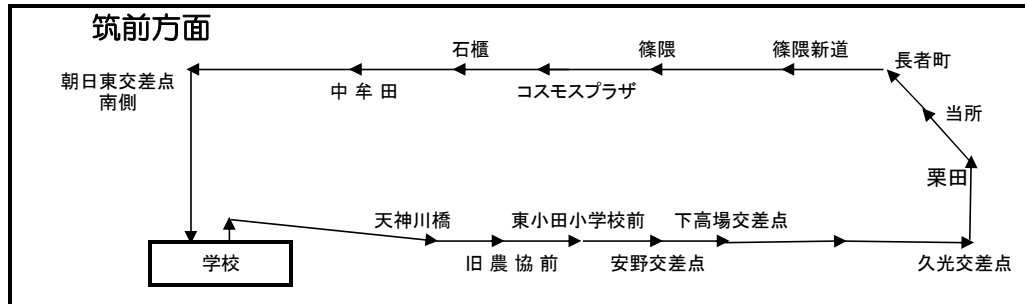 筑前方面
石櫃
篠隈
篠隈新道
長者町
朝日東交差点
南側
中 牟 田
コスモスプラザ
当所
栗田
天神川橋
東小田小学校前
下高場交差点
学校
旧 農 協 前
安野交差点
久光交差点